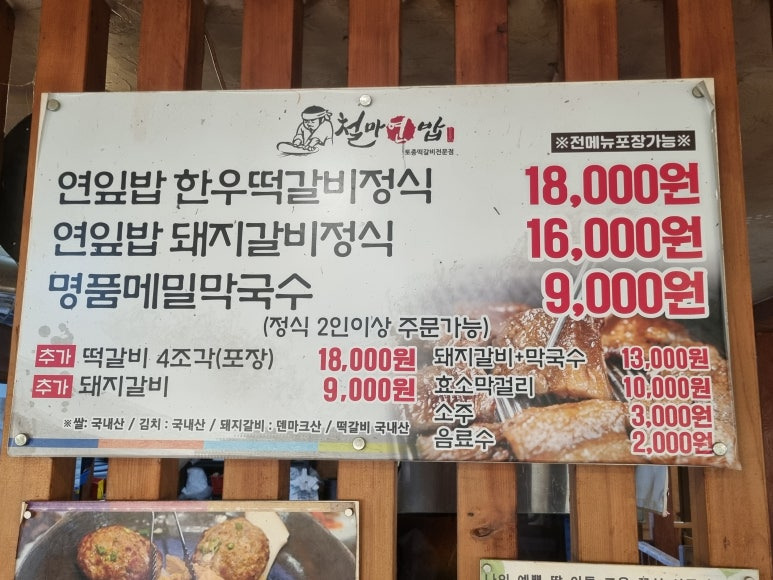 철마연밥
토종떡갈비전문점
※전메뉴포장가능※
연잎밥 한우떡갈비정식 18,000원
연잎밥 돼지갈비정식 16,000원
명품메밀막국수 9,000원
(정식 2인이상 주문가능)
추가 떡갈비 4조각(포장) 18,000원
추가 돼지갈비 9,000원
돼지갈비+막국수 13,000원
효소막걸리 10,000원
소주 3,000원
음료수 2,000원
※쌀: 국내산 / 김치 : 국내산 / 돼지갈비 : 덴마크산 / 떡갈비 국내산